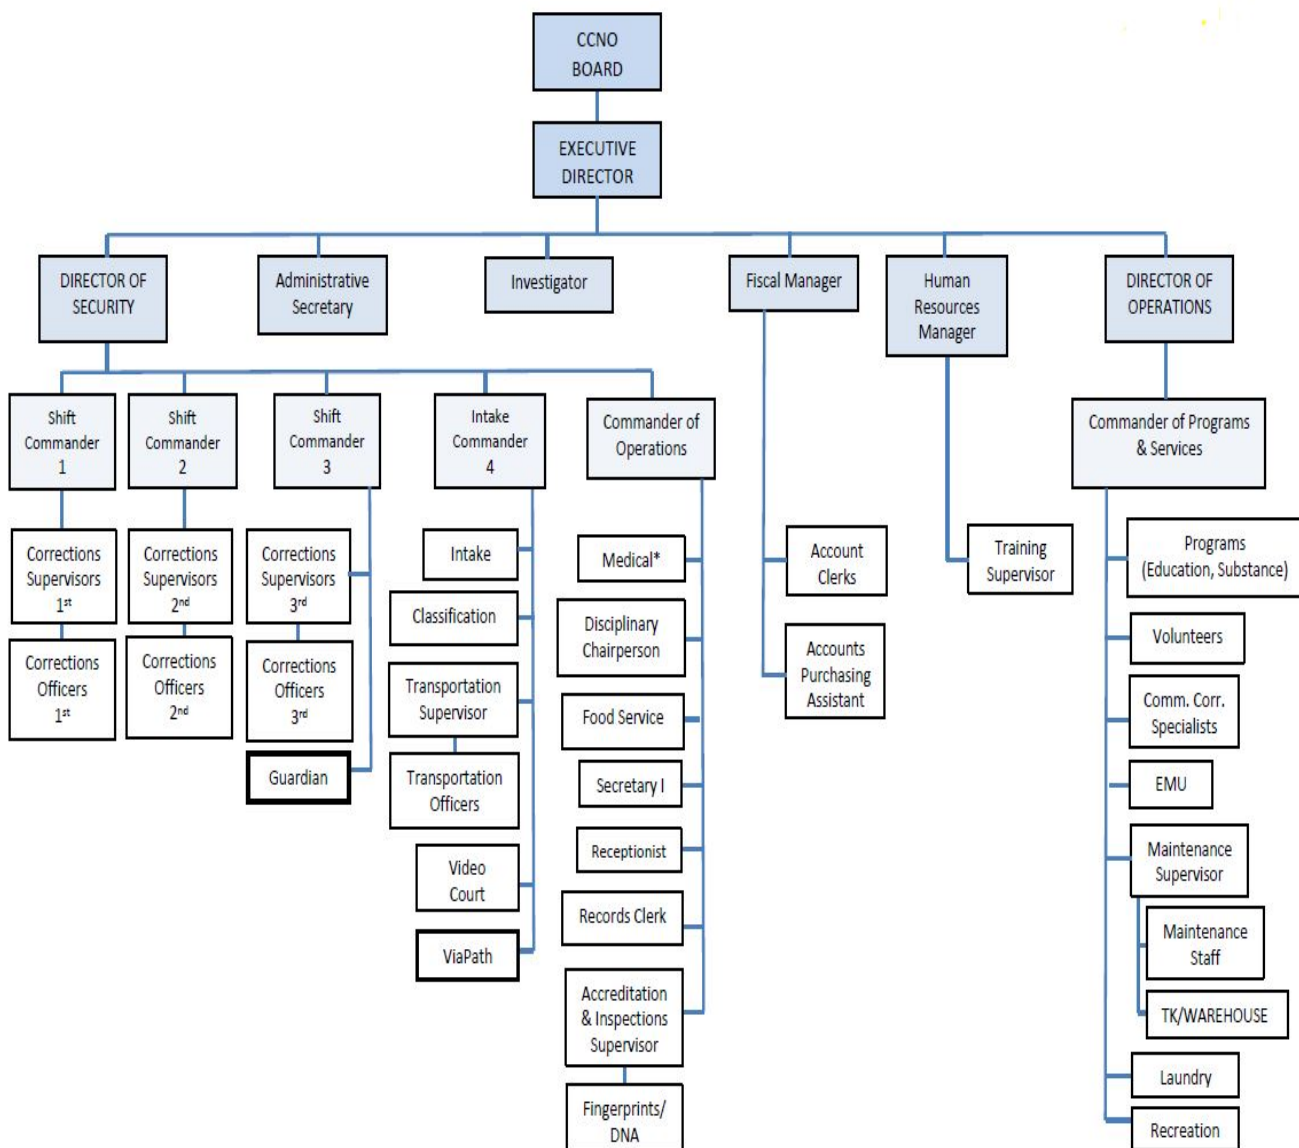 CCNO
BOARD
EXECUTIVE
DIRECTOR
DIRECTOR OF
SECURITY
Administrative
Secretary
Investigator
Fiscal Manager
Human
Resources
Manager
DIRECTOR OF
OPERATIONS
Shift
Commander
1
Shift
Commander
2
Shift
Commander
3
Intake
Commander
4
Commander of
Operations
Commander of Programs
& Services
Corrections
Supervisors
1st
Corrections
Supervisors
2nd
Corrections
Supervisors
3rd
Corrections
Officers
1st
Corrections
Officers
2nd
Corrections
Officers
3rd
Guardian
Intake
Classification
Transportation
Supervisor
Transportation
Officers
Video
Court
ViaPath
Medical*
Disciplinary
Chairperson
Food Service
Secretary I
Receptionist
Records Clerk
Accreditation
& Inspections
Supervisor
Fingerprints/
DNA
Account
Clerks
Accounts
Purchasing
Assistant
Training
Supervisor
Programs
(Education, Substance)
Volunteers
Comm. Corr.
Specialists
EMU
Maintenance
Supervisor
Maintenance
Staff
TK/WAREHOUSE
Laundry
Recreation